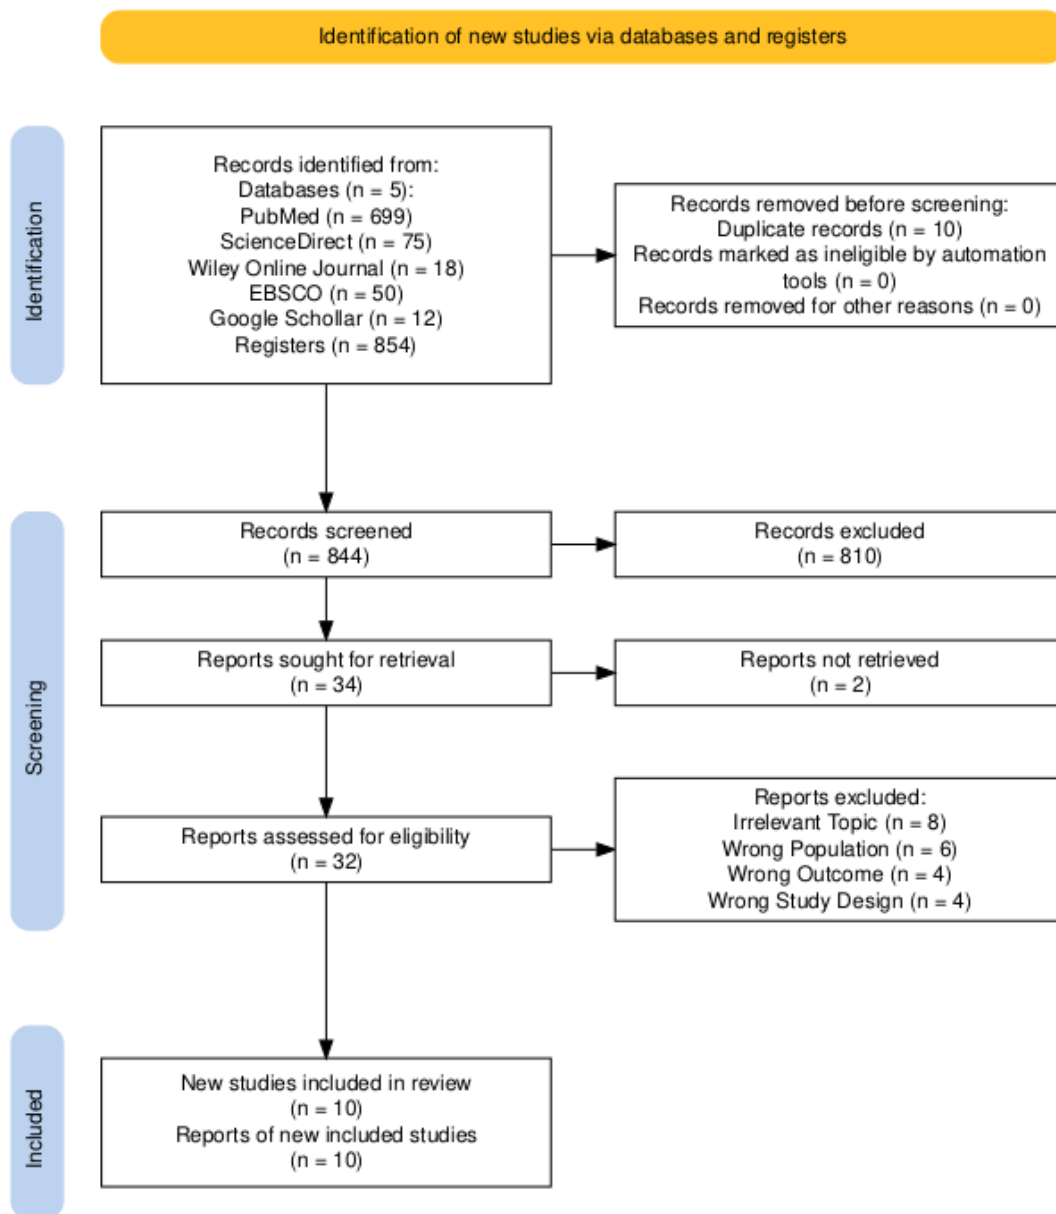 Identification of new studies via databases and registers
Identification
Records identified from:
Databases (n = 5):
PubMed (n = 699)
ScienceDirect (n = 75)
Wiley Online Journal (n = 18)
EBSCO (n = 50)
Google Schollar (n = 12)
Registers (n = 854)
Records removed before screening:
Duplicate records (n = 10)
Records marked as ineligible by automation
tools (n = 0)
Records removed for other reasons (n = 0)
Screening
Records screened
(n = 844)
Records excluded
(n = 810)
Reports sought for retrieval
(n = 34)
Reports not retrieved
(n = 2)
Reports assessed for eligibility
(n = 32)
Reports excluded:
Irrelevant Topic (n = 8)
Wrong Population (n = 6)
Wrong Outcome (n = 4)
Wrong Study Design (n = 4)
Included
New studies included in review
(n = 10)
Reports of new included studies
(n = 10)